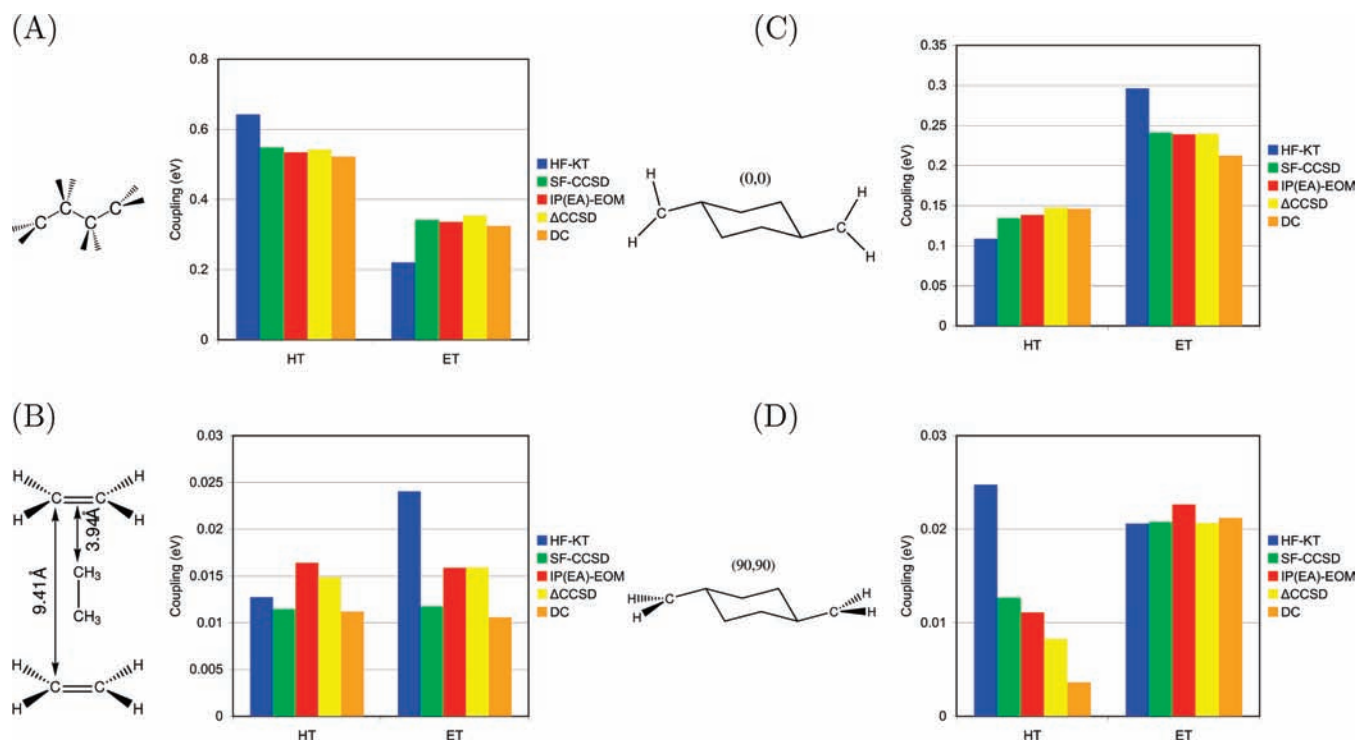 (A)
C
C
C
C
Coupling (eV)
0.8
0.6
0.4
0.2
0
HT
ET
HF-KT
SF-CCSD
IP(EA)-EOM
ΔCCSD
DC
(C)
(0,0)
H
C
H
H
C
H
Coupling (eV)
0.35
0.3
0.25
0.2
0.15
0.1
0.05
0
HT
ET
HF-KT
SF-CCSD
IP(EA)-EOM
ΔCCSD
DC
(B)
H
H
C
C
H
H
3.94Å
9.41Å
CH3
CH3
H
H
C
C
H
H
Coupling (eV)
0.03
0.025
0.02
0.015
0.01
0.005
0
HT
ET
HF-KT
SF-CCSD
IP(EA)-EOM
ΔCCSD
DC
(D)
(90,90)
H
C
H
H
C
H
Coupling (eV)
0.03
0.02
0.01
0
HT
ET
HF-KT
SF-CCSD
IP(EA)-EOM
ΔCCSD
DC